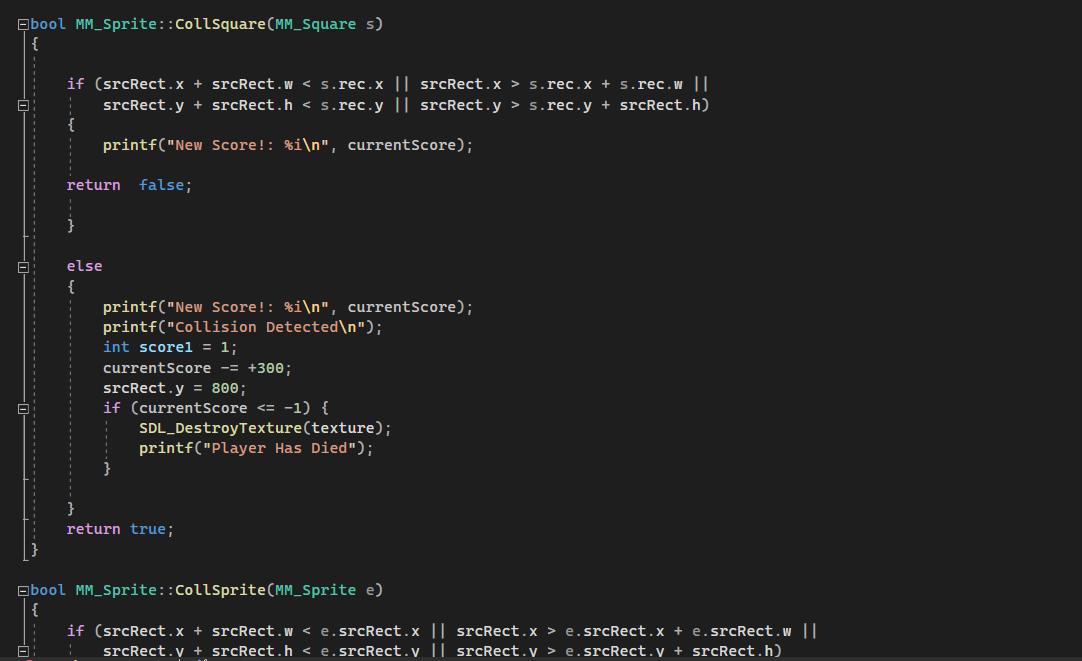 bool MM_Sprite::CollSquare(MM_Square s)
{
if (srcRect.x + srcRect.w < s.rec.x || srcRect.x > s.rec.x + s.rec.w ||
srcRect.y + srcRect.h < s.rec.y || srcRect.y > s.rec.y + srcRect.h)
{
printf("New Score!: %i\n", currentScore);
return  false;
}
else
{
printf("New Score!: %i\n", currentScore);
printf("Collision Detected\n");
int score1 = 1;
currentScore -= +300;
srcRect.y = 800;
if (currentScore <= -1) {
SDL_DestroyTexture(texture);
printf("Player Has Died");
}
}
return true;
}
bool MM_Sprite::CollSprite(MM_Sprite e)
{
if (srcRect.x + srcRect.w < e.srcRect.x || srcRect.x > e.srcRect.x + e.srcRect.w ||
srcRect.y + srcRect.h < e.srcRect.y || srcRect.y > e.srcRect.y + srcRect.h)